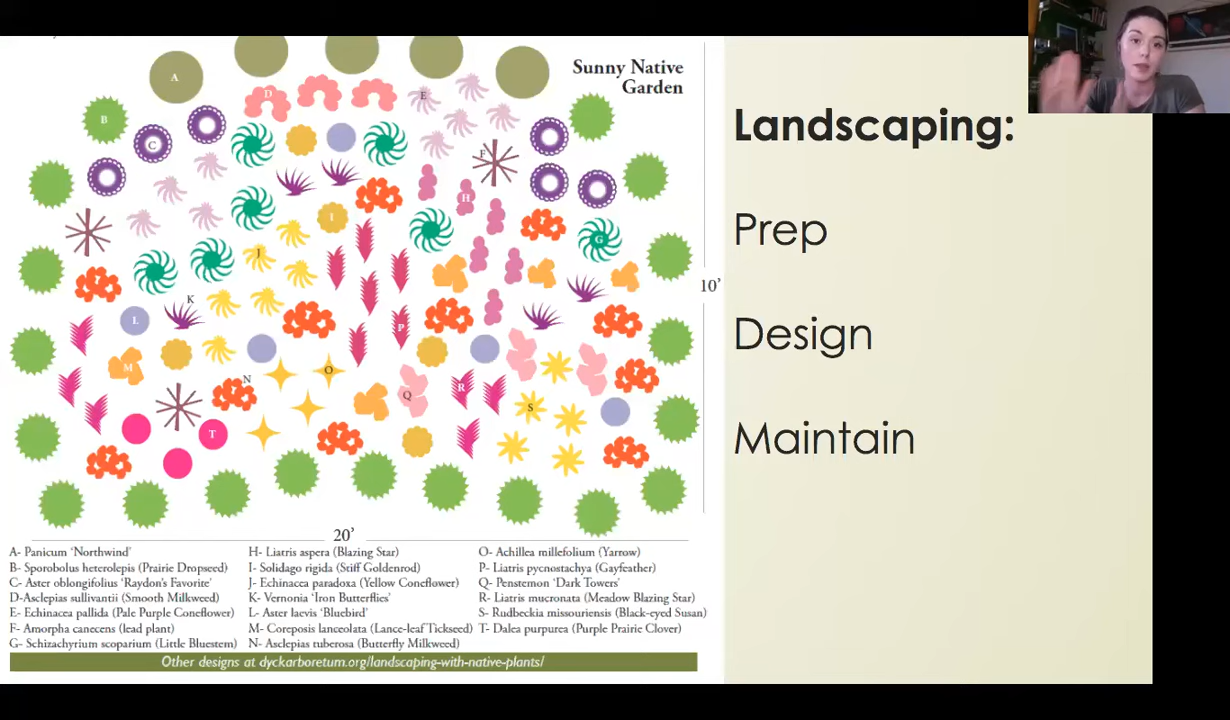 Sunny Native
Garden
A
D
E
B
C
F
H
I
G
J
K
L
P
M
N
O
Q
R
S
T
10'
20'
A- Panicum 'Northwind'
B- Sporobolus heterolepis (Prairie Dropseed)
C- Aster oblongifolius 'Raydon's Favorite'
D-Asclepias sullivantii (Smooth Milkweed)
E- Echinacea pallida (Pale Purple Coneflower)
F- Amorpha canecens (lead plant)
G- Schizachyrium scoparium (Little Bluestem)
H- Liatris aspera (Blazing Star)
I- Solidago rigida (Stiff Goldenrod)
J- Echinacea paradoxa (Yellow Coneflower)
K- Vernonia 'Iron Butterflies'
L- Aster laevis 'Bluebird'
M- Coreposis lanceolata (Lance-leaf Tickseed)
N- Asclepias tuberosa (Butterfly Milkweed)
O- Achillea millefolium (Yarrow)
P- Liatris pycnostachya (Gayfeather)
Q- Penstemon 'Dark Towers'
R- Liatris mucronata (Meadow Blazing Star)
S- Rudbeckia missouriensis (Black-eyed Susan)
T- Dalea purpurea (Purple Prairie Clover)
Other designs at dyckarboretum.org/landscaping-with-native-plants/
Landscaping:
Prep
Design
Maintain